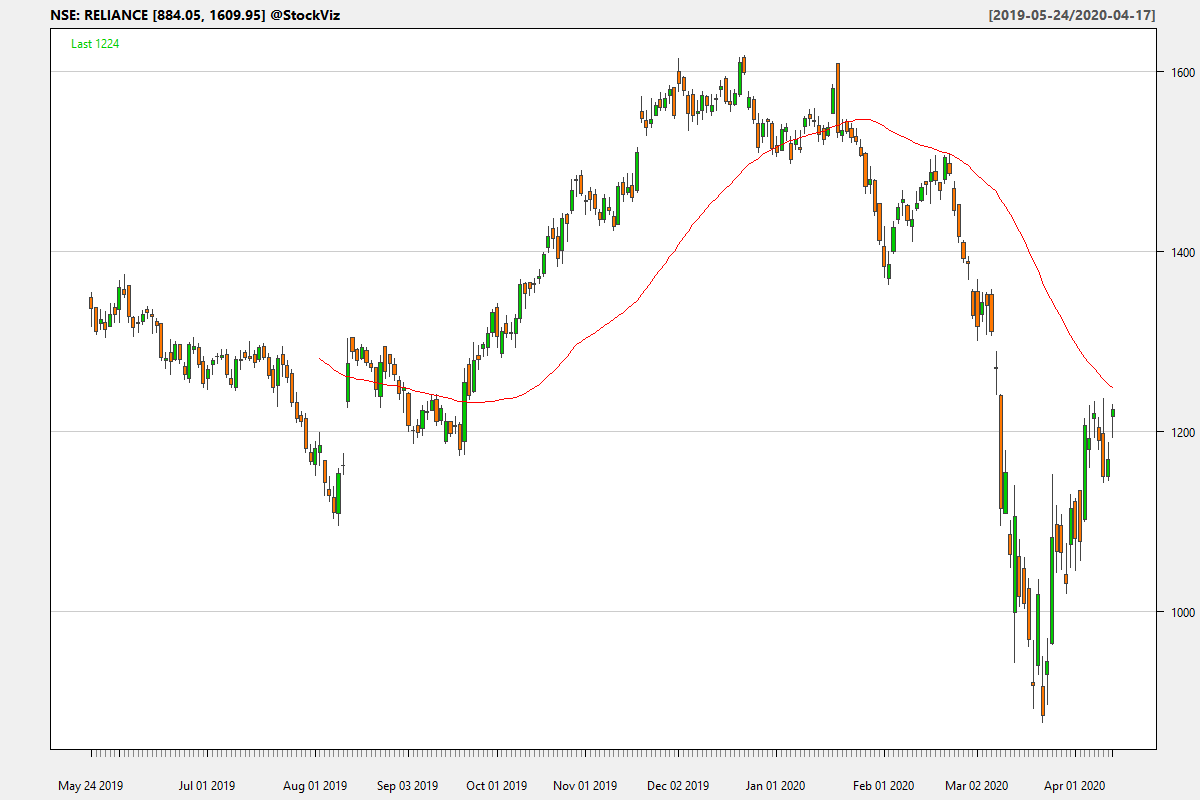 NSE: RELIANCE [884.05, 1609.95] @StockViz
[2019-05-24/2020-04-17]
Last 1224
1600
1400
1200
1000
May 24 2019 Jul 01 2019 Aug 01 2019 Sep 03 2019 Oct 01 2019 Nov 01 2019 Dec 02 2019 Jan 01 2020 Feb 01 2020 Mar 02 2020 Apr 01 2020